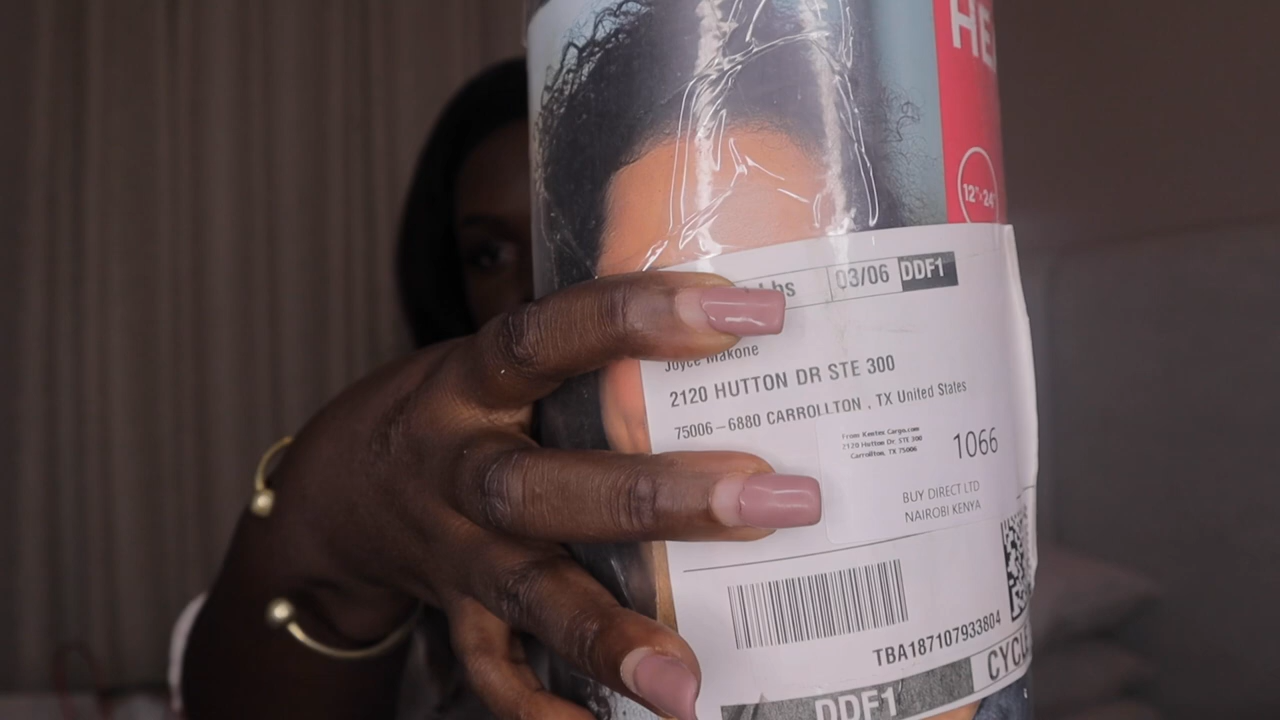 HE
12"-24"
Lbs 03/06 DDF1
Joyce Makone
2120 HUTTON DR STE 300
75006-6880 CARROLLTON , TX United States
From Kentex Cargo.com
2120 Hutton Dr STE 300
Carrollton, TX 75006
1066
BUY DIRECT LTD
NAIROBI KENYA
TBA187107933804
DDF1 CYCLE